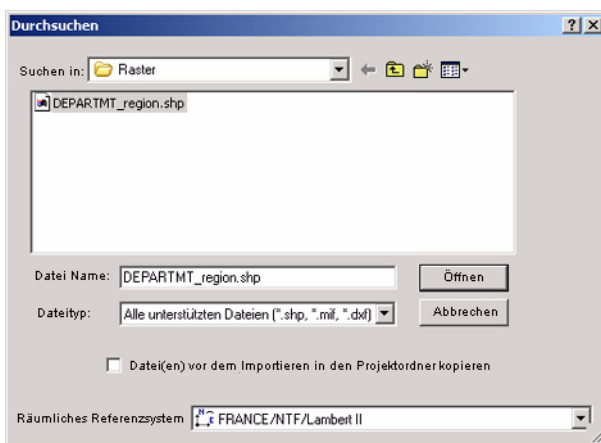 Durchsuchen
Suchen in: Raster
DEPARTMT_region.shp
Datei Name: DEPARTMT_region.shp Öffnen
Dateityp: Alle unterstützten Dateien (*.shp, *.mif, *.dxf) Abbrechen
Datei(en) vor dem Importieren in den Projektordner kopieren
Räumliches Referenzsystem FRANCE/NTF/Lambert II